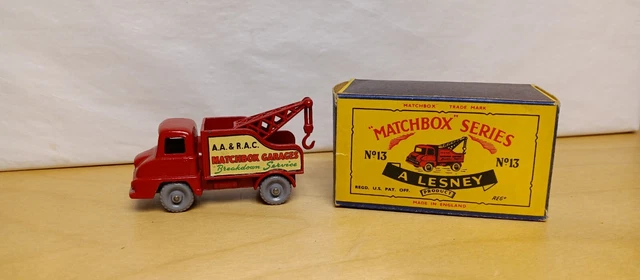 A.A. & R.A.C.
MATCHBOX GARAGES
Breakdown Service
MATCHBOX TRADE MARK
"MATCHBOX" SERIES
Nº13 Nº13
A LESNEY
PRODUCT
REGD. U.S. PAT. OFF. REGᵀ
MADE IN ENGLAND